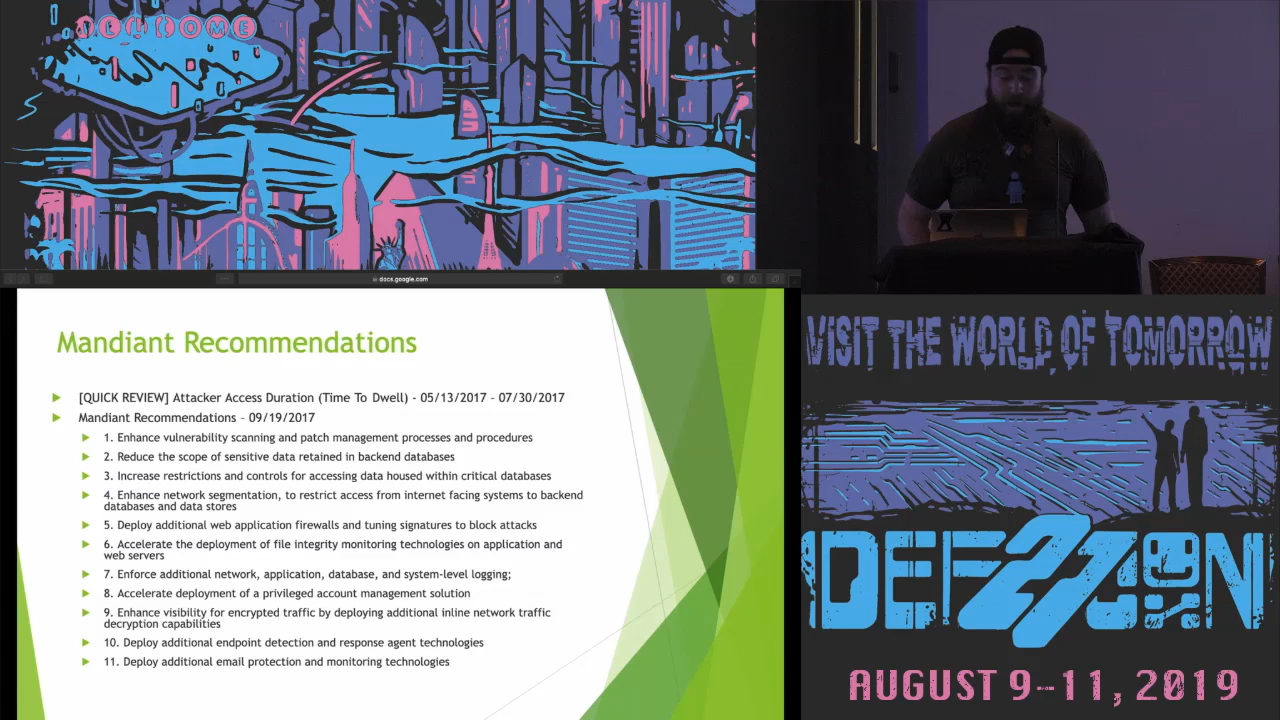 WELCOME
docs.google.com
Mandiant Recommendations
[QUICK REVIEW] Attacker Access Duration (Time To Dwell) - 05/13/2017 - 07/30/2017
Mandiant Recommendations – 09/19/2017
1. Enhance vulnerability scanning and patch management processes and procedures
2. Reduce the scope of sensitive data retained in backend databases
3. Increase restrictions and controls for accessing data housed within critical databases
4. Enhance network segmentation, to restrict access from internet facing systems to backend
databases and data stores
5. Deploy additional web application firewalls and tuning signatures to block attacks
6. Accelerate the deployment of file integrity monitoring technologies on application and
web servers
7. Enforce additional network, application, database, and system-level logging;
8. Accelerate deployment of a privileged account management solution
9. Enhance visibility for encrypted traffic by deploying additional inline network traffic
decryption capabilities
10. Deploy additional endpoint detection and response agent technologies
11. Deploy additional email protection and monitoring technologies
VISIT THE WORLD OF TOMORROW
DEF 27 CON
AUGUST 9-11, 2019